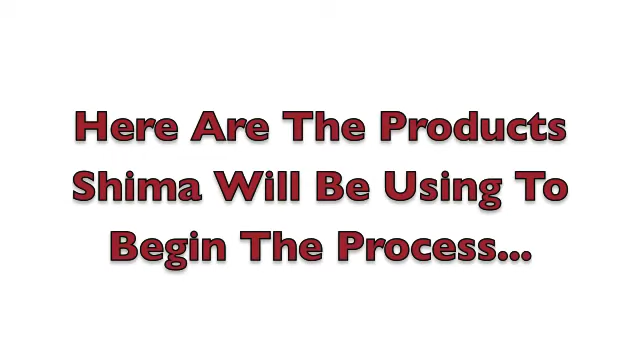 Here Are The Products
Shima Will Be Using To
Begin The Process...